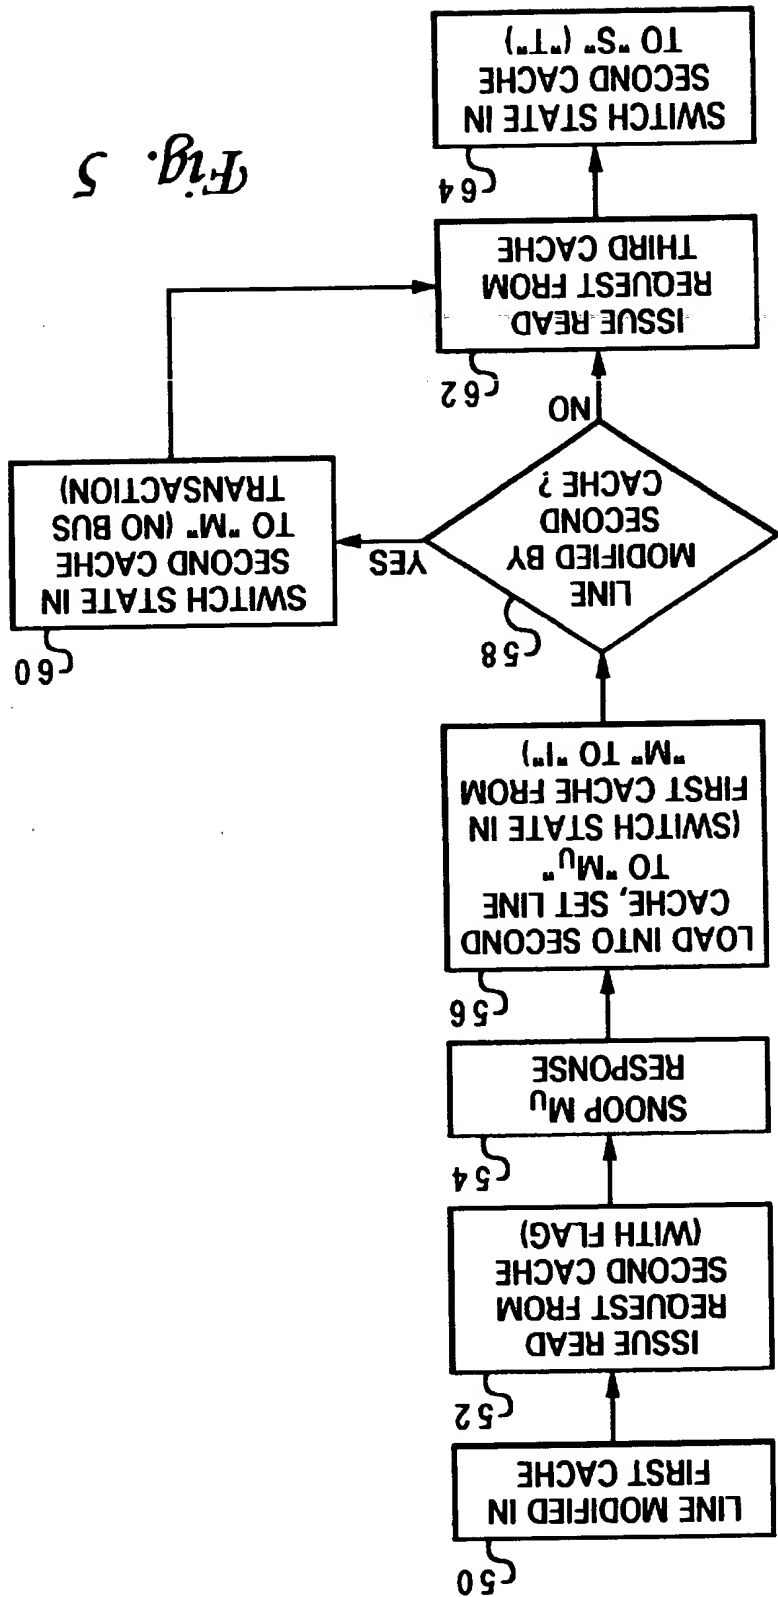 50
LINE MODIFIED IN
FIRST CACHE
52
ISSUE READ
REQUEST FROM
SECOND CACHE
(WITH FLAG)
54
SNOOP MU
RESPONSE
56
LOAD INTO SECOND
CACHE, SET LINE
TO "MU"
(SWITCH STATE IN
FIRST CACHE FROM
"M" TO "I")
58
LINE
MODIFIED BY
SECOND
CACHE ?
YES
NO
60
SWITCH STATE IN
SECOND CACHE
TO "M" (NO BUS
TRANSACTION)
62
ISSUE READ
REQUEST FROM
THIRD CACHE
64
SWITCH STATE IN
SECOND CACHE
TO "S" ("T")
Fig. 5